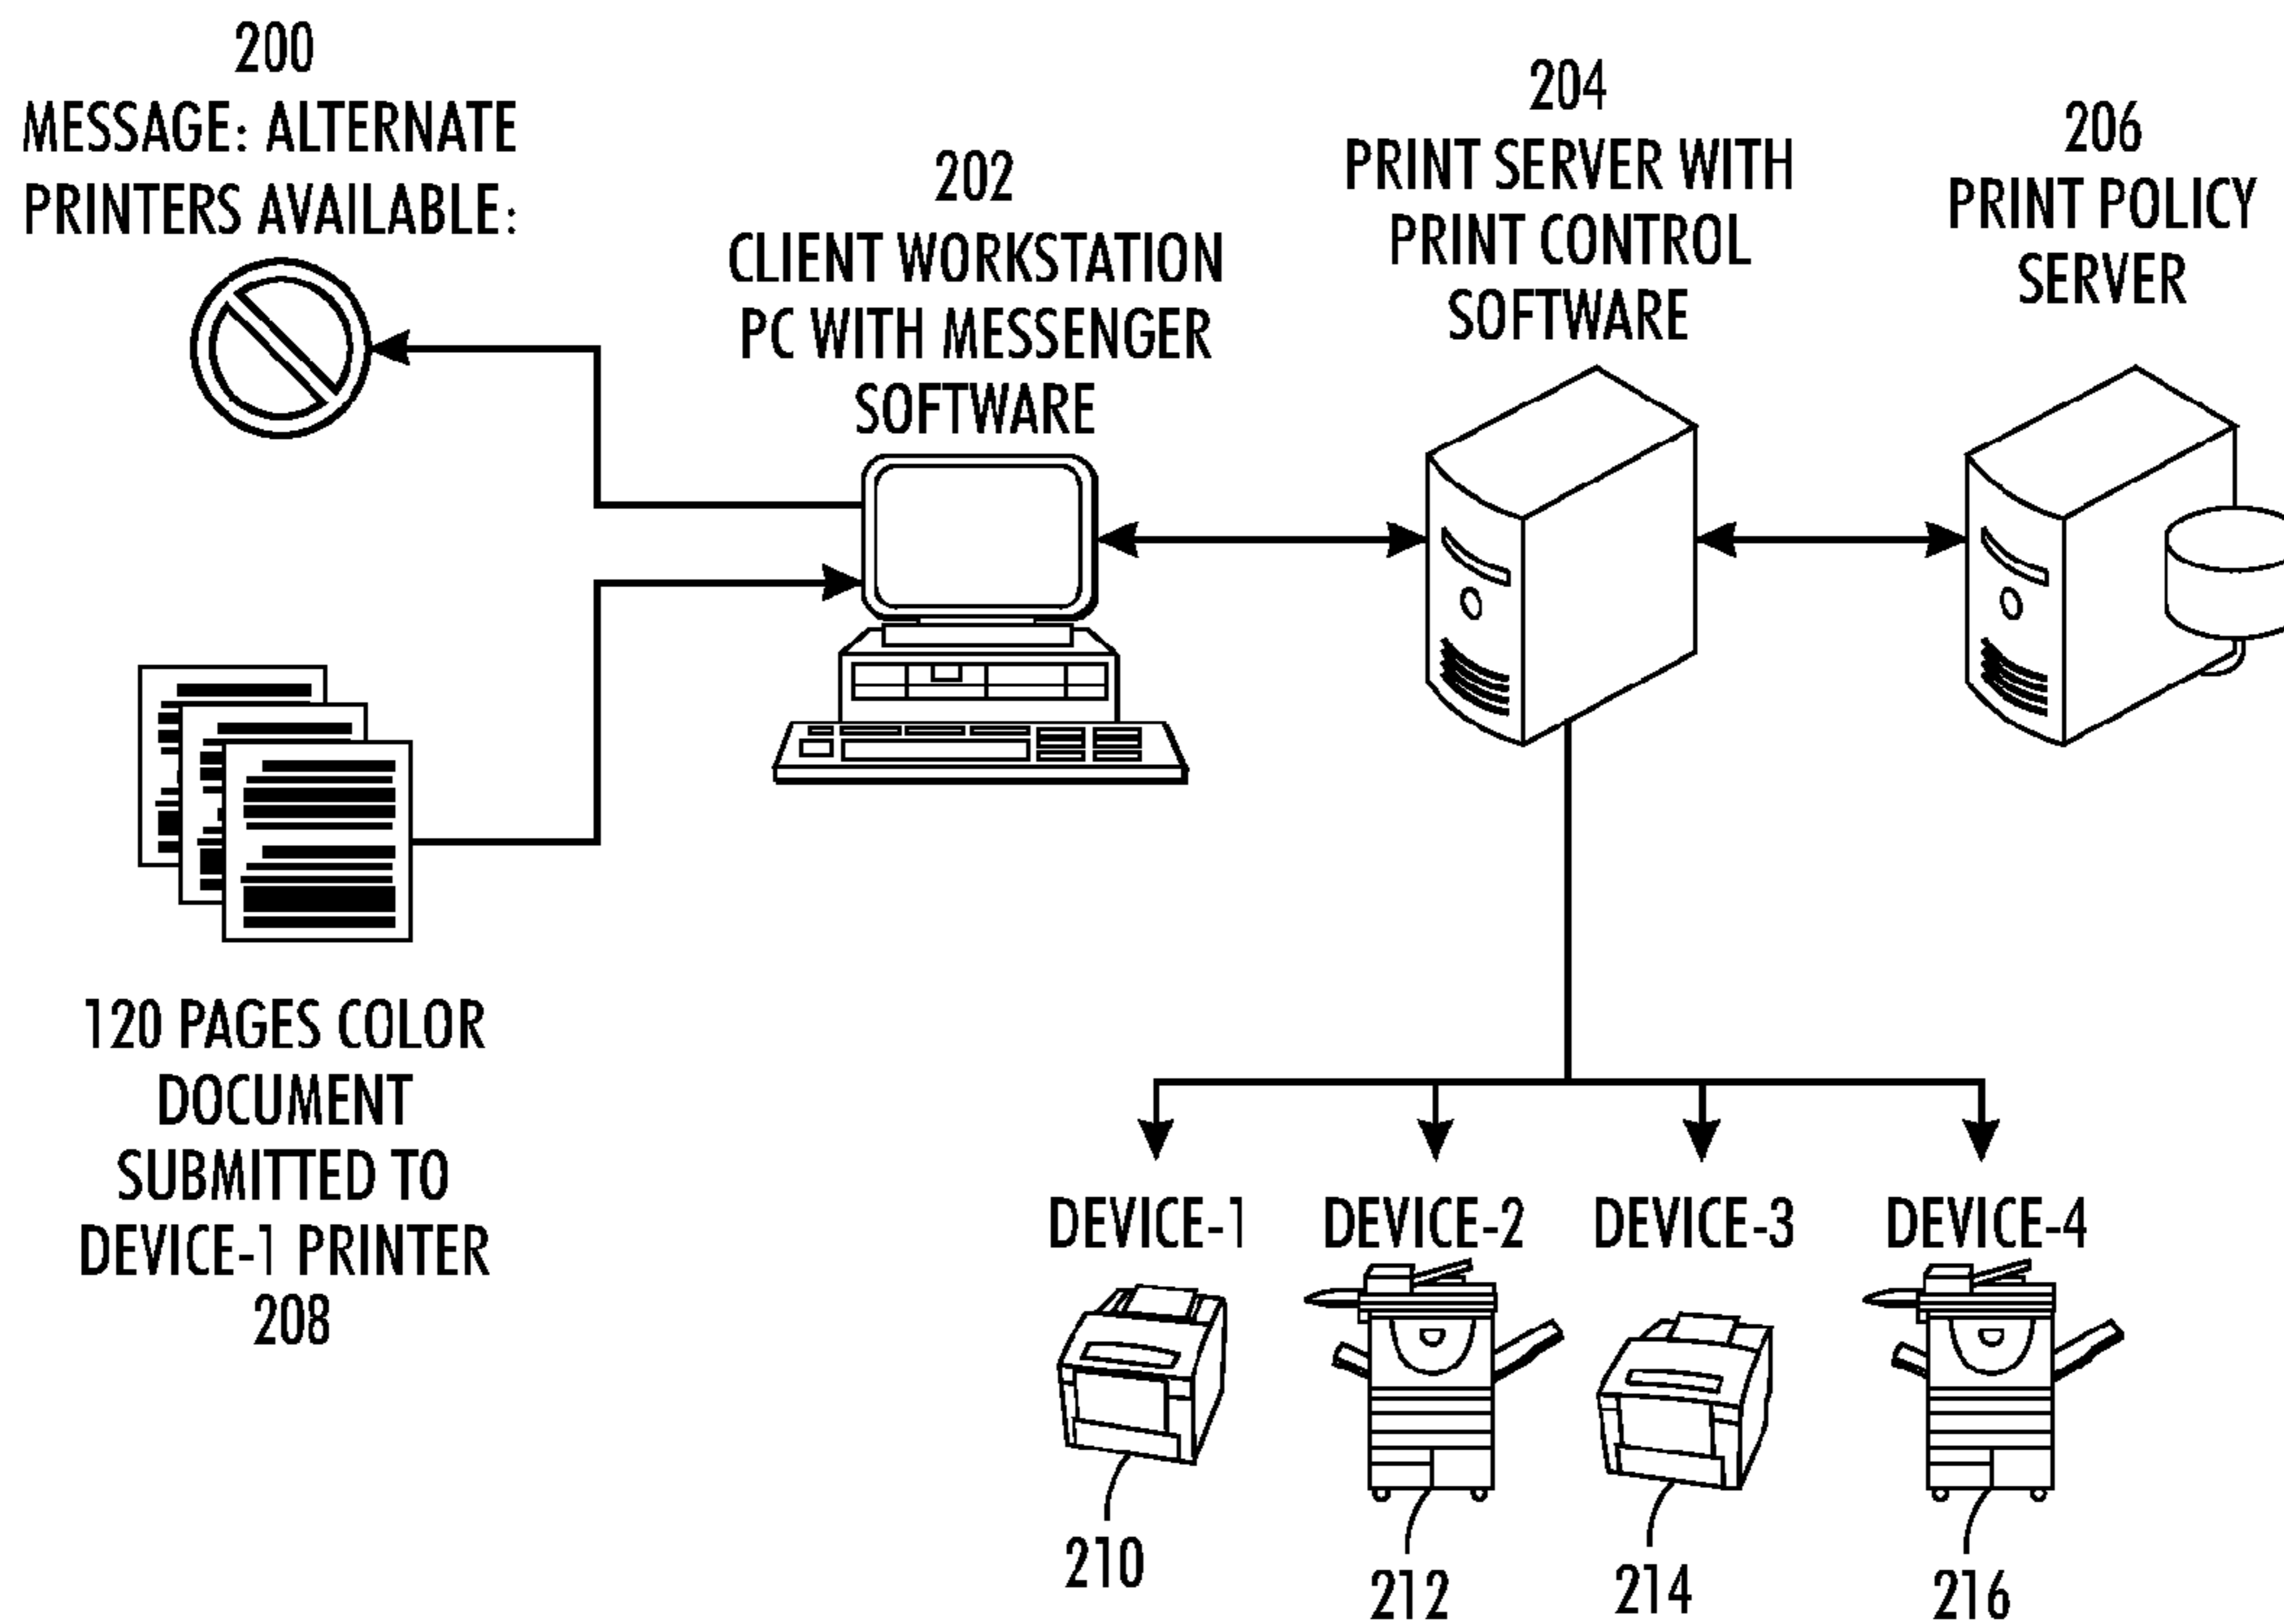 200
MESSAGE: ALTERNATE
PRINTERS AVAILABLE:
202
CLIENT WORKSTATION
PC WITH MESSENGER
SOFTWARE
204
PRINT SERVER WITH
PRINT CONTROL
SOFTWARE
206
PRINT POLICY
SERVER
120 PAGES COLOR
DOCUMENT
SUBMITTED TO
DEVICE-1 PRINTER
208
DEVICE-1
DEVICE-2
DEVICE-3
DEVICE-4
210
212
214
216